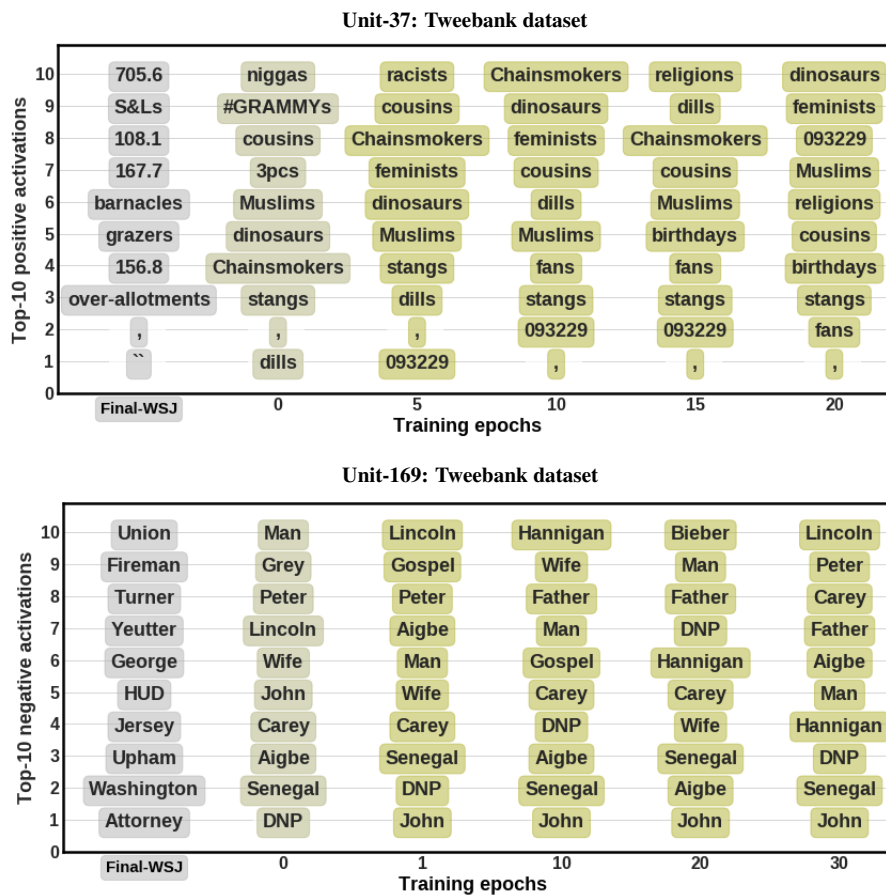 Unit-37: Tweebank dataset
Top-10 positive activations
10 705.6 niggas racists Chainsmokers religions dinosaurs
9 S&Ls #GRAMMYs cousins dinosaurs dills feminists
8 108.1 cousins Chainsmokers feminists Chainsmokers 093229
7 167.7 3pcs feminists cousins cousins Muslims
6 barnacles Muslims dinosaurs dills Muslims religions
5 grazers dinosaurs Muslims Muslims birthdays cousins
4 156.8 Chainsmokers stangs fans fans birthdays
3 over-allotments stangs dills stangs stangs stangs
2 , , , 093229 093229 fans
1 `` dills 093229 , , ,
0
Final-WSJ 0 5 10 15 20
Training epochs
Unit-169: Tweebank dataset
Top-10 negative activations
10 Union Man Lincoln Hannigan Bieber Lincoln
9 Fireman Grey Gospel Wife Man Peter
8 Turner Peter Peter Father Father Carey
7 Yeutter Lincoln Aigbe Man DNP Father
6 George Wife Man Gospel Hannigan Aigbe
5 HUD John Wife Carey Carey Man
4 Jersey Carey Carey DNP Wife Hannigan
3 Upham Aigbe Senegal Aigbe Senegal DNP
2 Washington Senegal DNP Senegal Aigbe Senegal
1 Attorney DNP John John John John
0
Final-WSJ 0 1 10 20 30
Training epochs